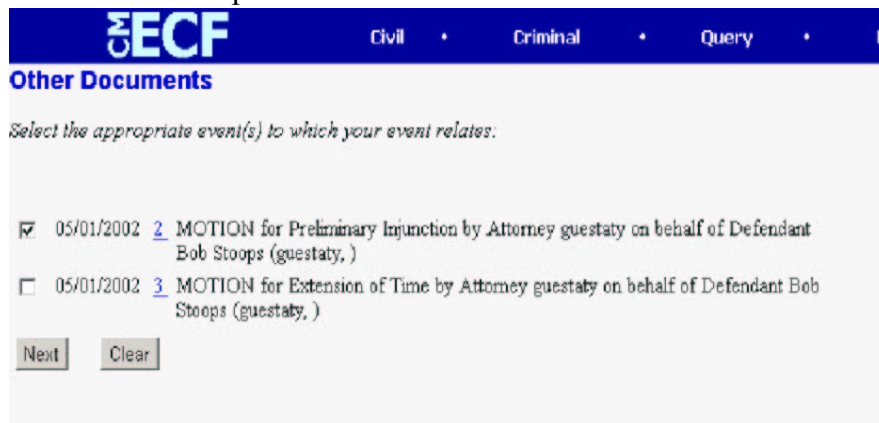 CM ECF Civil • Criminal • Query •
Other Documents
Select the appropriate event(s) to which your event relates:
05/01/2002 2 MOTION for Preliminary Injunction by Attorney guestaty on behalf of Defendant
Bob Stoops (guestaty, )
05/01/2002 3 MOTION for Extension of Time by Attorney guestaty on behalf of Defendant Bob
Stoops (guestaty, )
Next Clear